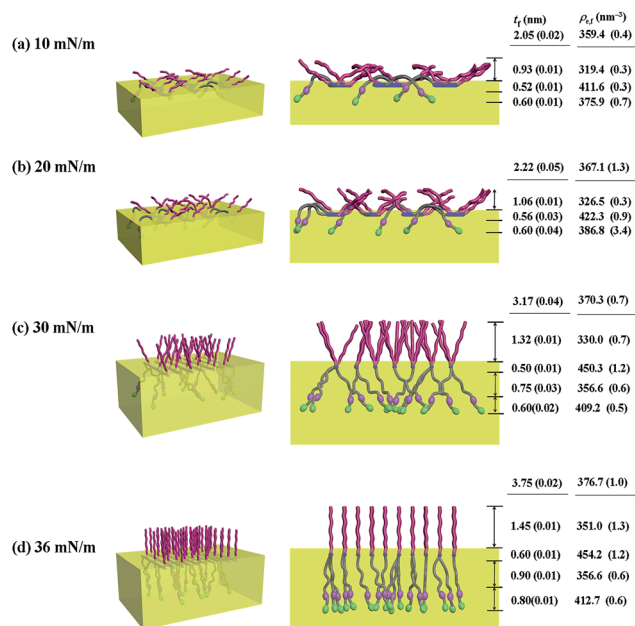 t_f (nm) ρ_e,f (nm⁻³)
(a) 10 mN/m 2.05 (0.02) 359.4 (0.4)
0.93 (0.01) 319.4 (0.3)
0.52 (0.01) 411.6 (0.3)
0.60 (0.01) 375.9 (0.7)
(b) 20 mN/m 2.22 (0.05) 367.1 (1.3)
1.06 (0.01) 326.5 (0.3)
0.56 (0.03) 422.3 (0.9)
0.60 (0.04) 386.8 (3.4)
3.17 (0.04) 370.3 (0.7)
(c) 30 mN/m
1.32 (0.01) 330.0 (0.7)
0.50 (0.01) 450.3 (1.2)
0.75 (0.03) 356.6 (0.6)
0.60(0.02) 409.2 (0.5)
3.75 (0.02) 376.7 (1.0)
1.45 (0.01) 351.0 (1.3)
(d) 36 mN/m 0.60 (0.01) 454.2 (1.2)
0.90 (0.01) 356.6 (0.6)
0.80(0.01) 412.7 (0.6)